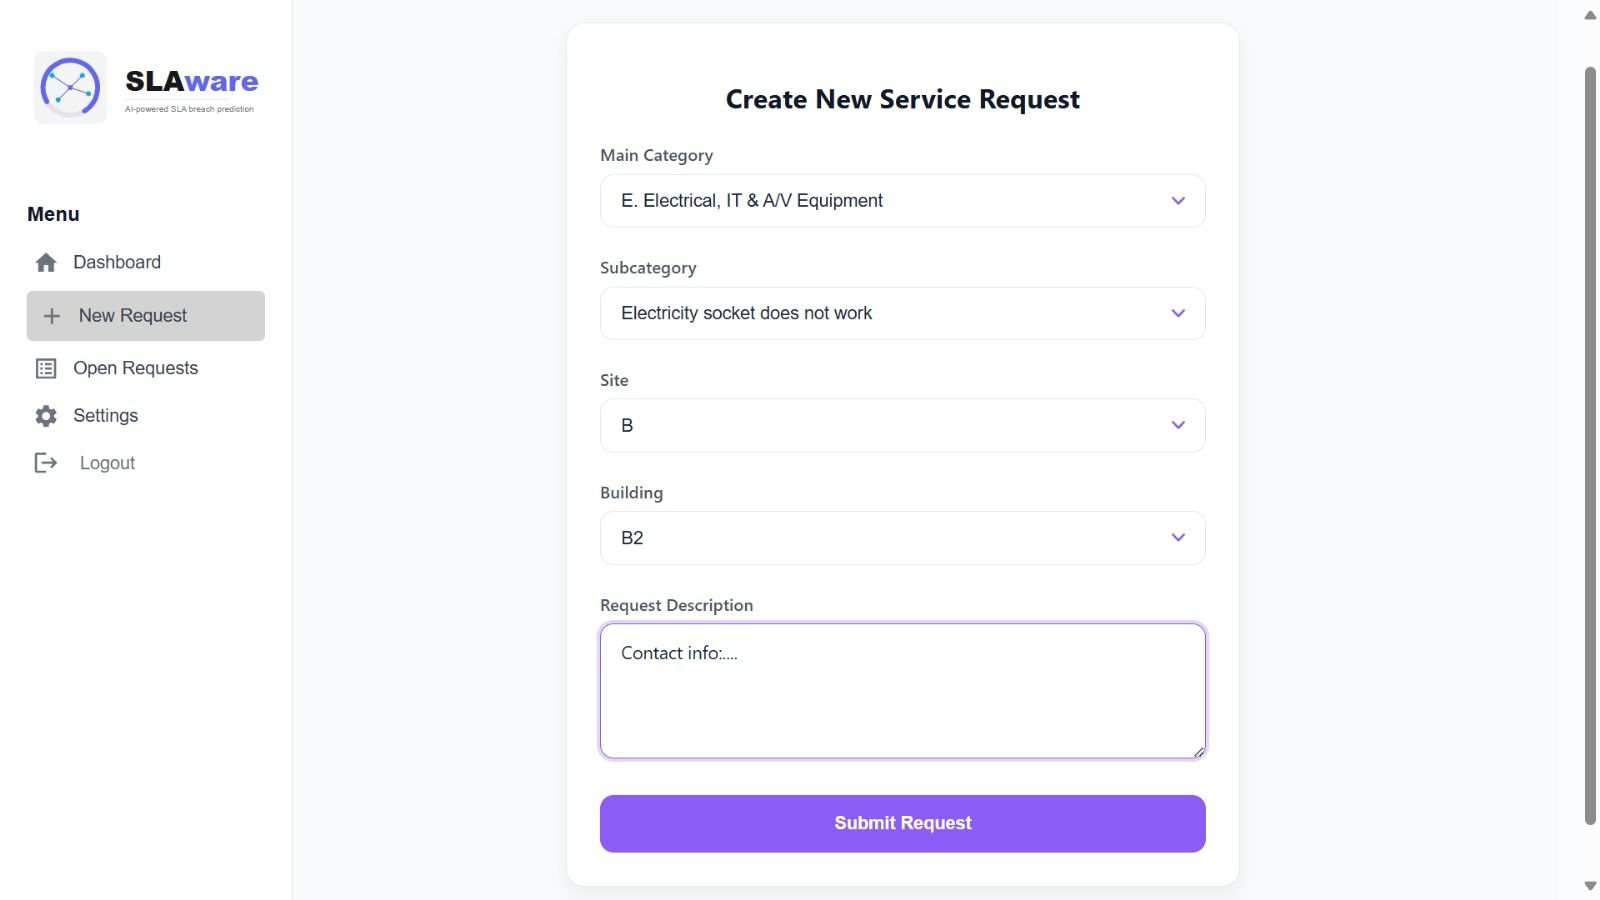 SLAware
AI-powered SLA breach prediction
Menu
Dashboard
New Request
Open Requests
Settings
Logout
Create New Service Request
Main Category
E. Electrical, IT & A/V Equipment
Subcategory
Electricity socket does not work
Site
B
Building
B2
Request Description
Contact info:....
Submit Request